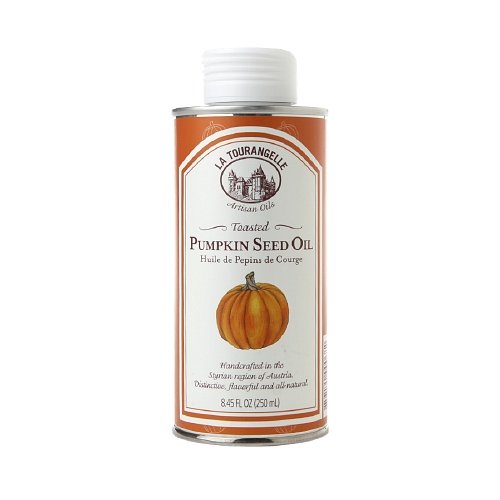 LA TOURANGELLE
Artisan Oils
Toasted
PUMPKIN SEED OIL
Huile de Pepins de Courge
Handcrafted in the
Styrian region of Austria.
Distinctive, flavorful and all-natural.
8.45 FL OZ (250 mL)